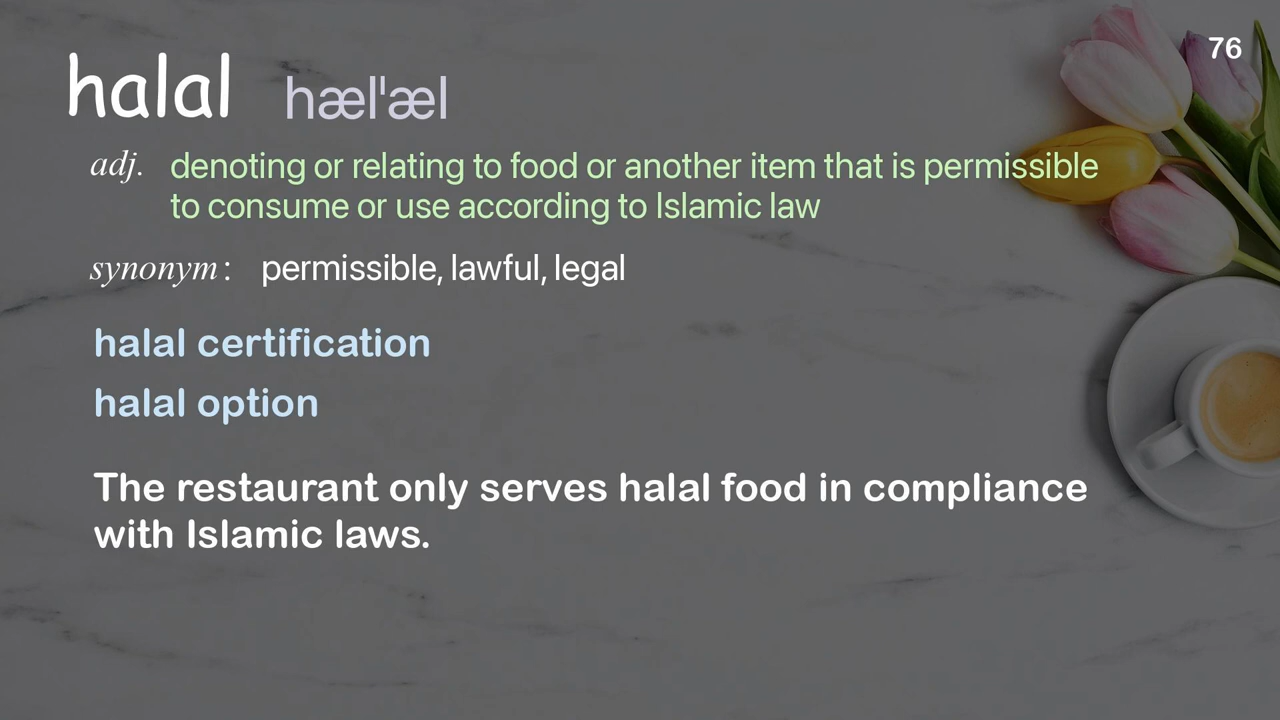 76
halal hæl'æl
adj. denoting or relating to food or another item that is permissible
to consume or use according to Islamic law
synonym: permissible, lawful, legal
halal certification
halal option
The restaurant only serves halal food in compliance
with Islamic laws.